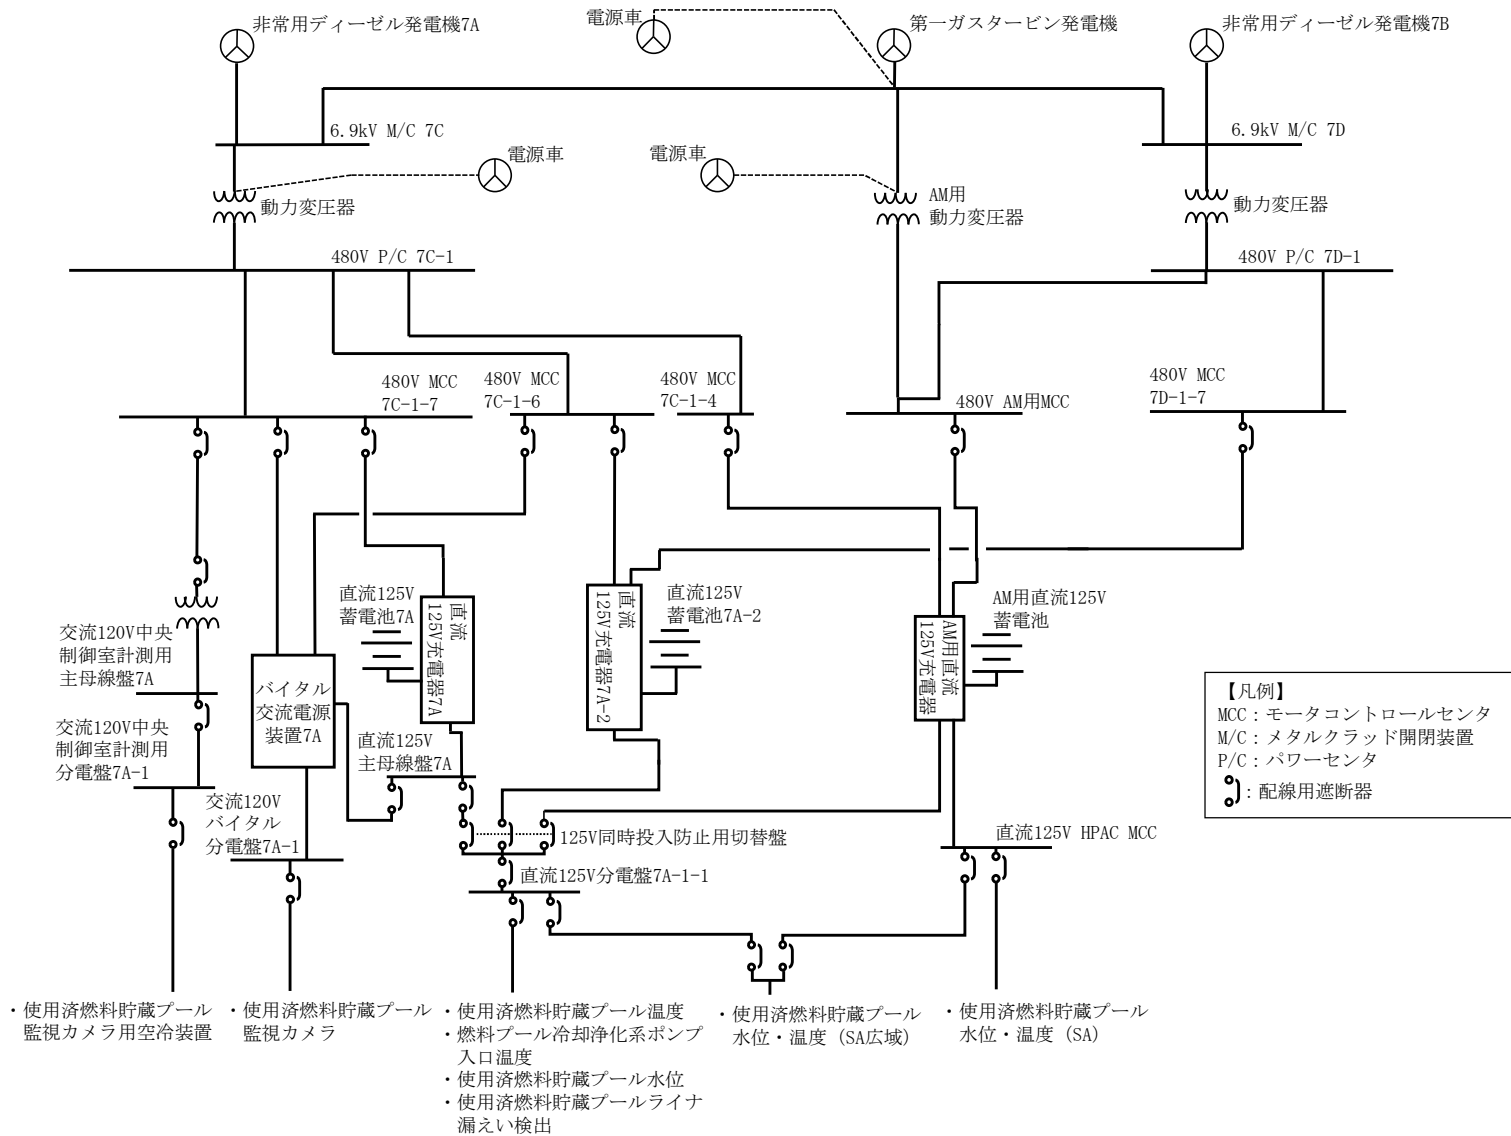 非常用ディーゼル発電機7A
電源車
第一ガスタービン発電機
非常用ディーゼル発電機7B
6.9kV M/C 7C
6.9kV M/C 7D
電源車
電源車
動力変圧器
AM用
動力変圧器
動力変圧器
480V P/C 7C-1
480V P/C 7D-1
480V MCC
7C-1-7
480V MCC
7C-1-6
480V MCC
7C-1-4
480V AM用MCC
480V MCC
7D-1-7
直流125V
蓄電池7A
直流
125V充電器7A
直流
125V充電器7A-2
直流125V
蓄電池7A-2
AM用直流
125V充電器
AM用直流125V
蓄電池
交流120V中央
制御室計測用
主母線盤7A
バイタル
交流電源
装置7A
交流120V中央
制御室計測用
分電盤7A-1
直流125V
主母線盤7A
交流120V
バイタル
分電盤7A-1
125V同時投入防止用切替盤
直流125V分電盤7A-1-1
直流125V HPAC MCC
【凡例】
MCC:モータコントロールセンタ
M/C:メタルクラッド開閉装置
P/C:パワーセンタ
:配線用遮断器
・使用済燃料貯蔵プール
監視カメラ用空冷装置
・使用済燃料貯蔵プール
監視カメラ
・使用済燃料貯蔵プール温度
・燃料プール冷却浄化系ポンプ
入口温度
・使用済燃料貯蔵プール水位
・使用済燃料貯蔵プールライナ
漏えい検出
・使用済燃料貯蔵プール
水位・温度(SA広域)
・使用済燃料貯蔵プール
水位・温度(SA)